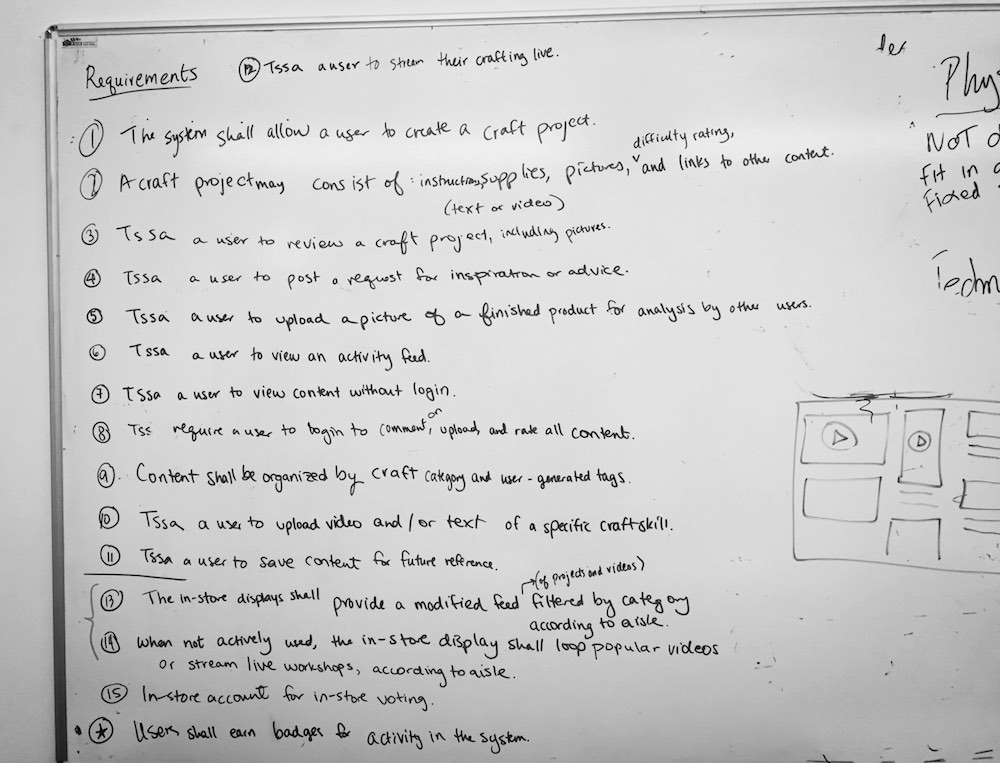 Requirements
⑫ Tssa a user to stream their crafting live.
① The system shall allow a user to create a craft project.
difficulty rating,
② A craft project may consist of: instructions, supplies, pictures, ˅ and links to other content.
(text or video)
③ Tssa a user to review a craft project, including pictures.
④ Tssa a user to post a request for inspiration or advice.
⑤ Tssa a user to upload a picture of a finished product for analysis by other users.
⑥ Tssa a user to view an activity feed.
⑦ Tssa a user to view content without login.
or
⑧ Tss require a user to login to comment, upload, and rate all content.
⑨. Content shall be organized by craft category and user-generated tags.
⑩ Tssa a user to upload video and/or text of a specific craft skill.
⑪ Tssa a user to save content for future reference.
→(of projects and videos)
⑬ The in-store displays shall provide a modified feed filtered by category
according to aisle.
⑭ When not actively used, the in-store display shall loop popular videos
or stream live workshops, according to aisle.
⑮ In-store account for in-store voting.
• ★ Users shall earn badges for activity in the system.
Phy
NOT
fit in
Fixed
Techn